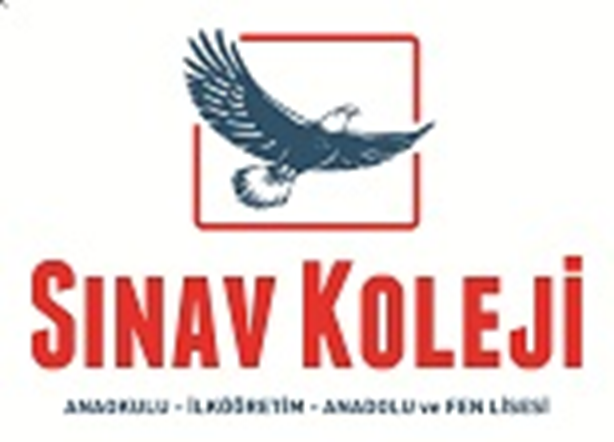 SINAV KOLEJİ
ANAOKULU - İLKÖĞRETİM - ANADOLU ve FEN LİSESİ